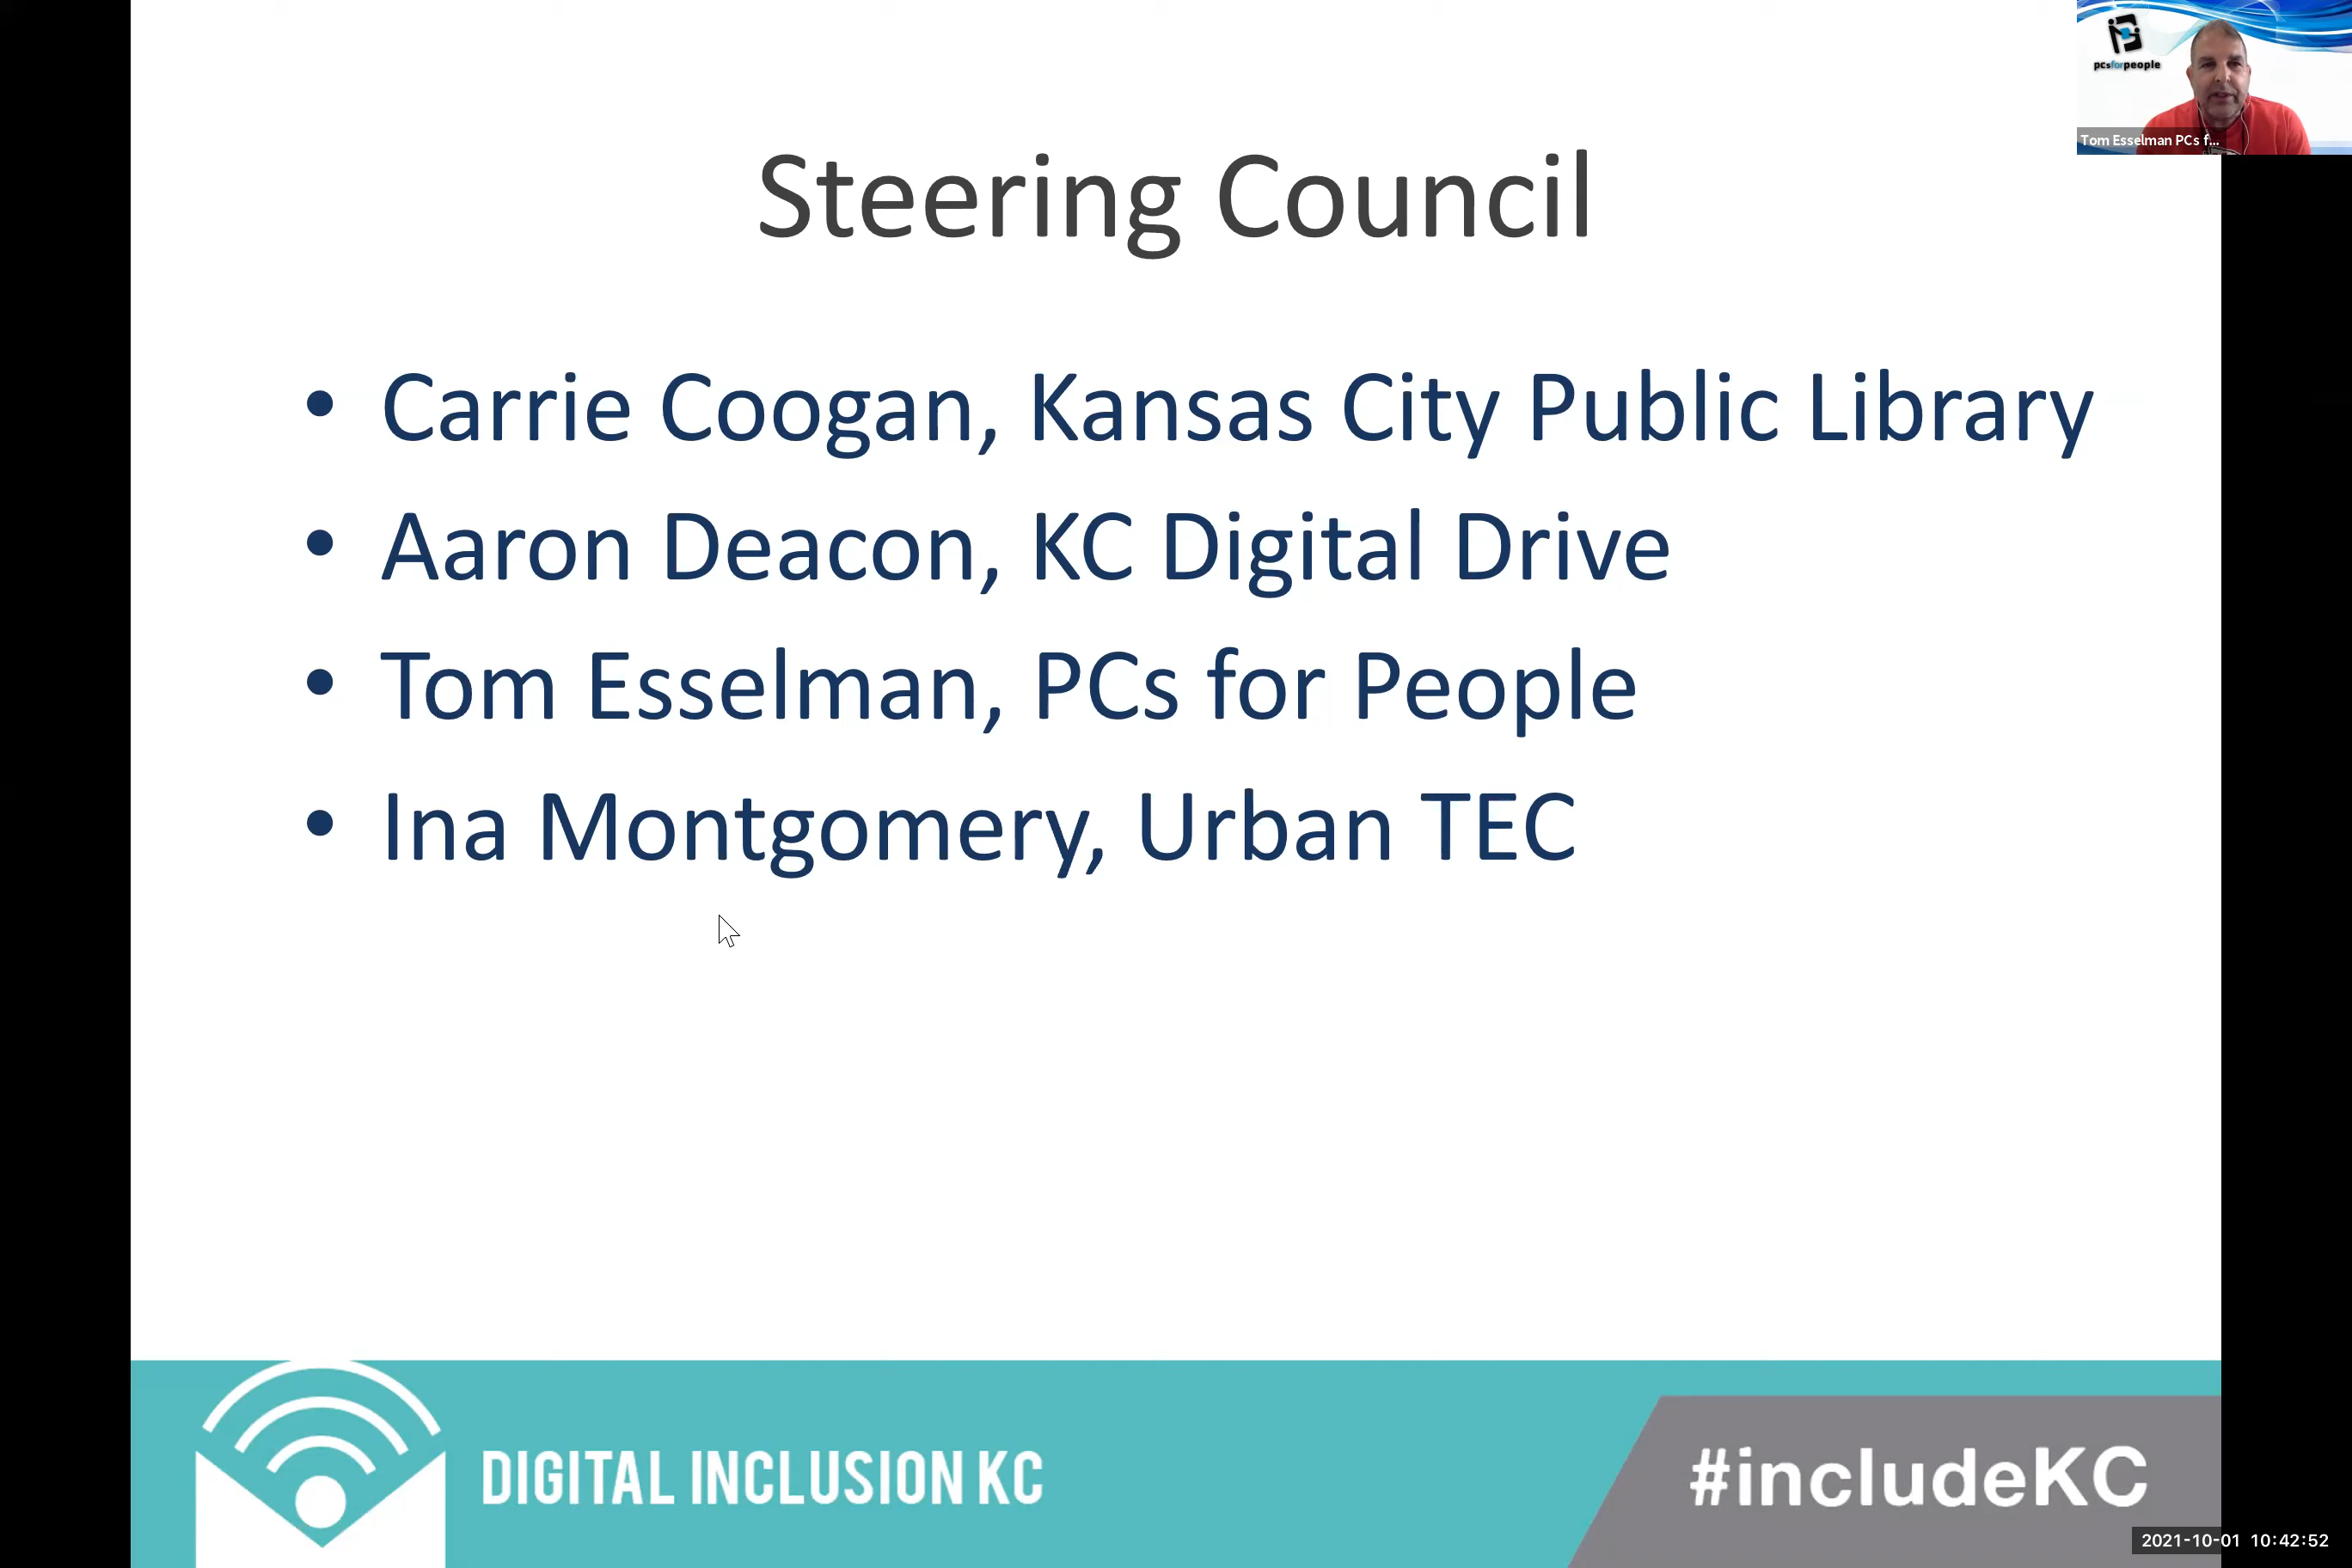 pcsforpeople
Tom Esselman PCs f...
Steering Council
• Carrie Coogan, Kansas City Public Library
• Aaron Deacon, KC Digital Drive
• Tom Esselman, PCs for People
• Ina Montgomery, Urban TEC
DIGITAL INCLUSION KC
#includeKC
2021-10-01 10:42:52